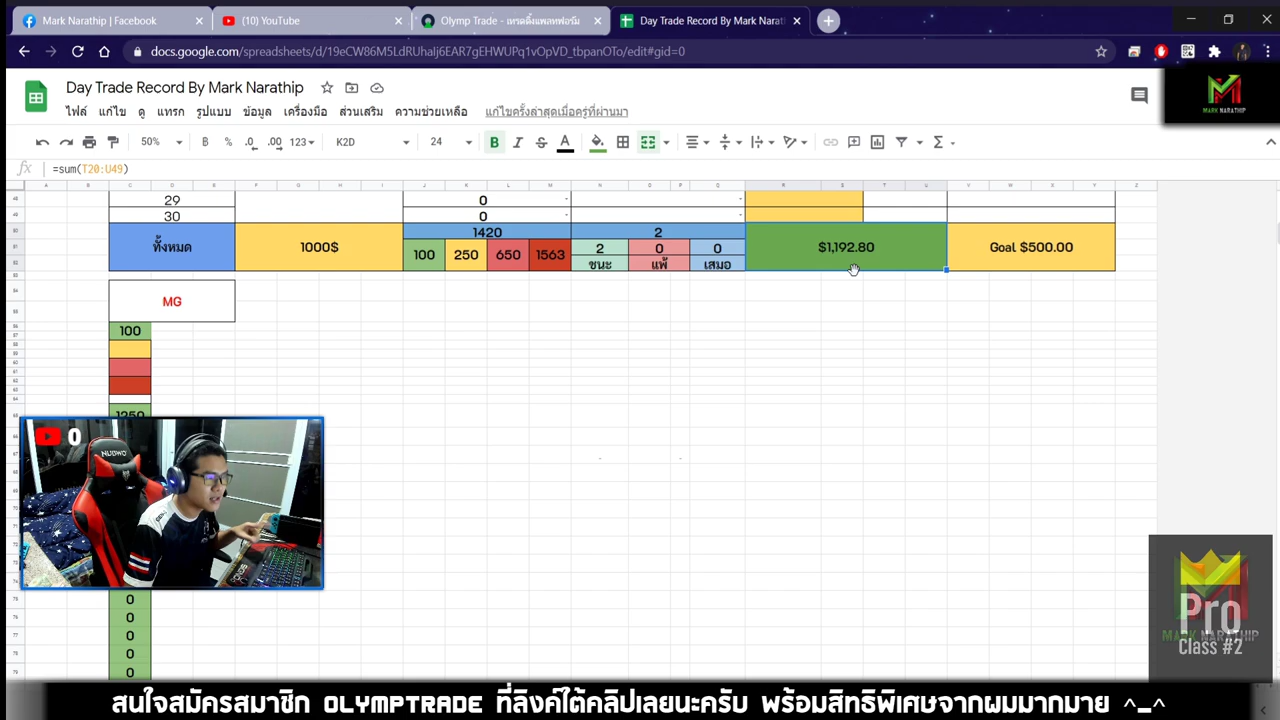 Mark Narathip | Facebook
(10) YouTube
Olymp Trade - เทรดดิ้งแพลทฟอร์ม
Day Trade Record By Mark Narat
docs.google.com/spreadsheets/d/19eCW86M5LdRUhaIj6EAR7gEHWUPq1vOpVD_tbpanOTo/edit#gid=0
Day Trade Record By Mark Narathip
MARK NARATHIP
ไฟล์ แก้ไข ดู แทรก รูปแบบ ข้อมูล เครื่องมือ ส่วนเสริม ความช่วยเหลือ แก้ไขครั้งล่าสุดเมื่อครู่ที่ผ่านมา
50% ฿ % .0 .00 123 K2D 24 B I S A Σ
fx =sum(T20:U49)
29 0 - -
30 0 - -
ทั้งหมด 1000$ 1420 2 $1,192.80 Goal $500.00
100 250 650 1563 2 0 0
ชนะ แพ้ เสมอ
MG
100
1250
0
NUBWO
0
0
0
0
0
Pro
MARK NARATHIP
Class #2
สนใจสมัครสมาชิก OLYMPTRADE ที่ลิงค์ใต้คลิปเลยนะครับ พร้อมสิทธิพิเศษจากผมมากมาย ^_^